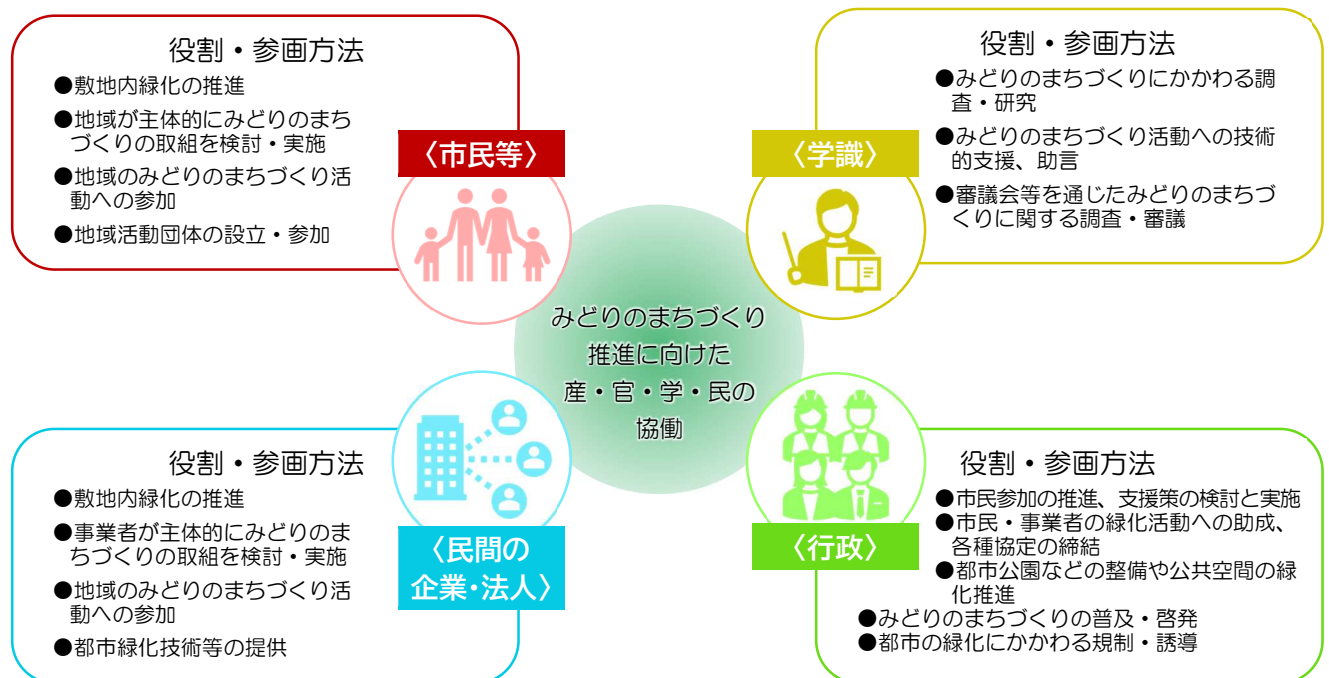 役割・参画方法
●敷地内緑化の推進
●地域が主体的にみどりのまち
づくりの取組を検討・実施
●地域のみどりのまちづくり活
動への参加
●地域活動団体の設立・参加
〈市民等〉
役割・参画方法
●みどりのまちづくりにかかわる調
査・研究
●みどりのまちづくり活動への技術
的支援、助言
●審議会等を通じたみどりのまちづ
くりに関する調査・審議
〈学識〉
みどりのまちづくり
推進に向けた
産・官・学・民の
協働
役割・参画方法
●敷地内緑化の推進
●事業者が主体的にみどりのま
ちづくりの取組を検討・実施
●地域のみどりのまちづくり活
動への参加
●都市緑化技術等の提供
〈民間の
企業・法人〉
役割・参画方法
●市民参加の推進、支援策の検討と実施
●市民・事業者の緑化活動への助成、
各種協定の締結
●都市公園などの整備や公共空間の緑
化推進
●みどりのまちづくりの普及・啓発
●都市の緑化にかかわる規制・誘導
〈行政〉